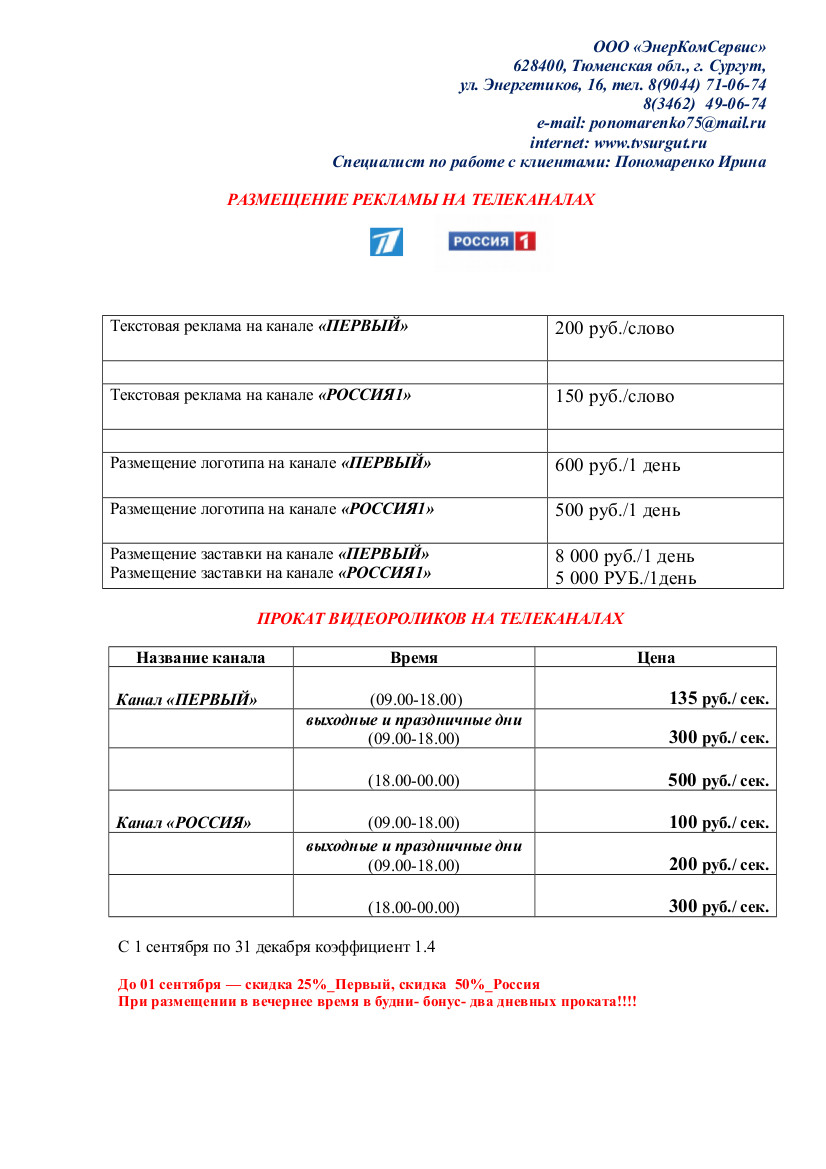 ООО «ЭнерКомСервис»
628400, Тюменская обл., г. Сургут,
ул. Энергетиков, 16, тел. 8(9044) 71-06-74
8(3462) 49-06-74
e-mail: ponomarenko75@mail.ru
internet: www.tvsurgut.ru
Специалист по работе с клиентами: Пономаренко Ирина
РАЗМЕЩЕНИЕ РЕКЛАМЫ НА ТЕЛЕКАНАЛАХ
РОССИЯ 1
Текстовая реклама на канале «ПЕРВЫЙ» 200 руб./слово
Текстовая реклама на канале «РОССИЯ1» 150 руб./слово
Размещение логотипа на канале «ПЕРВЫЙ» 600 руб./1 день
Размещение логотипа на канале «РОССИЯ1» 500 руб./1 день
Размещение заставки на канале «ПЕРВЫЙ» 8 000 руб./1 день
Размещение заставки на канале «РОССИЯ1» 5 000 РУБ./1день
ПРОКАТ ВИДЕОРОЛИКОВ НА ТЕЛЕКАНАЛАХ
Название канала Время Цена
Канал «ПЕРВЫЙ» (09.00-18.00) 135 руб./ сек.
выходные и праздничные дни
(09.00-18.00) 300 руб./ сек.
(18.00-00.00) 500 руб./ сек.
Канал «РОССИЯ» (09.00-18.00) 100 руб./ сек.
выходные и праздничные дни
(09.00-18.00) 200 руб./ сек.
(18.00-00.00) 300 руб./ сек.
С 1 сентября по 31 декабря коэффициент 1.4
До 01 сентября — скидка 25%_Первый, скидка 50%_Россия
При размещении в вечернее время в будни- бонус- два дневных проката!!!!